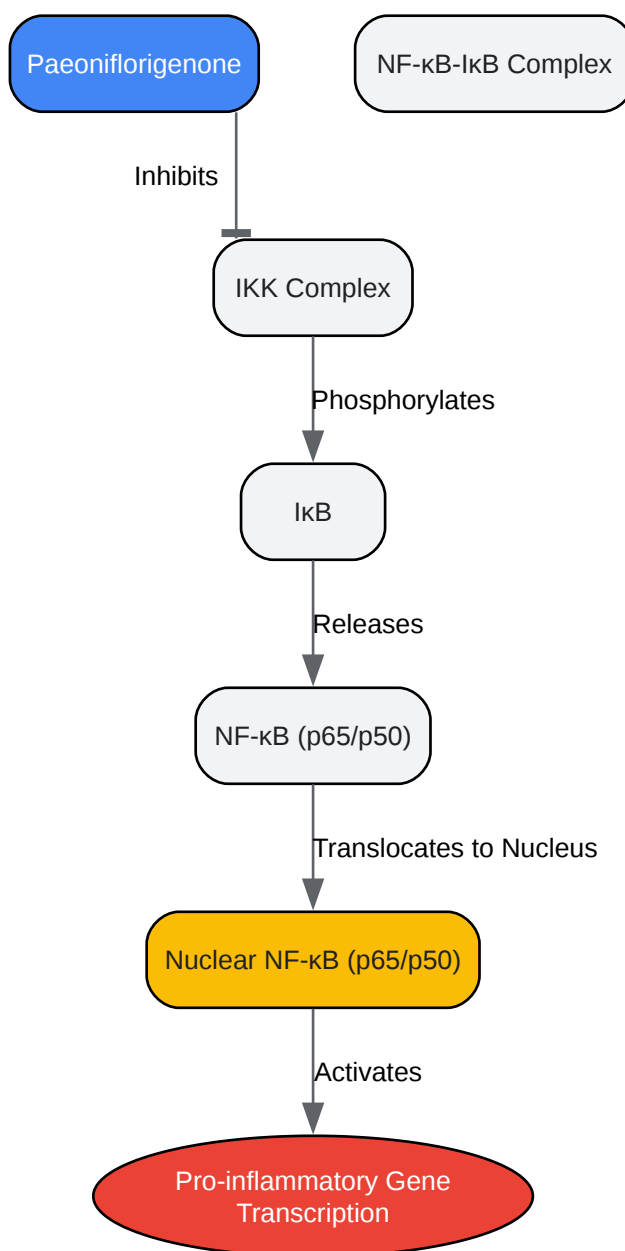 Paeoniflorigenone
NF-κB-IκB Complex
Inhibits
IKK Complex
Phosphorylates
IκB
Releases
NF-κB (p65/p50)
Translocates to Nucleus
Nuclear NF-κB (p65/p50)
Activates
Pro-inflammatory Gene
Transcription